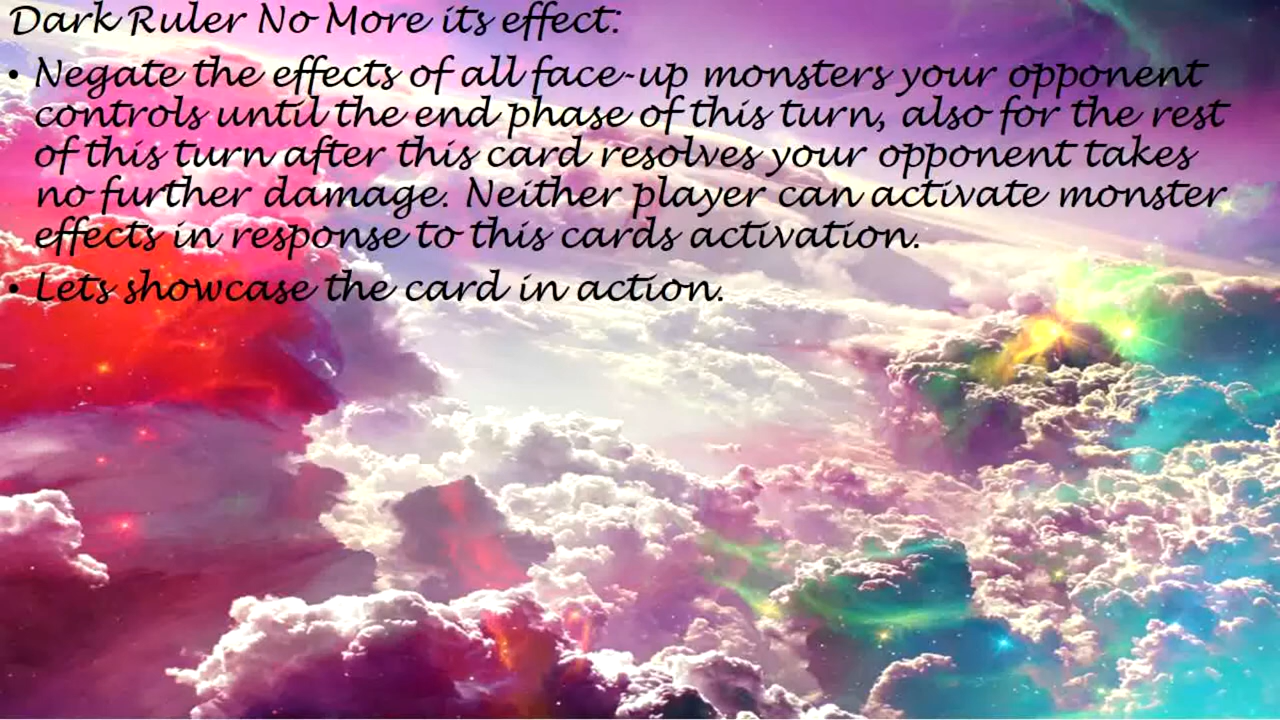 Dark Ruler No More its effect:
• Negate the effects of all face-up monsters your opponent
controls until the end phase of this turn, also for the rest
of this turn after this card resolves your opponent takes
no further damage. Neither player can activate monster
effects in response to this cards activation.
• Lets showcase the card in action.